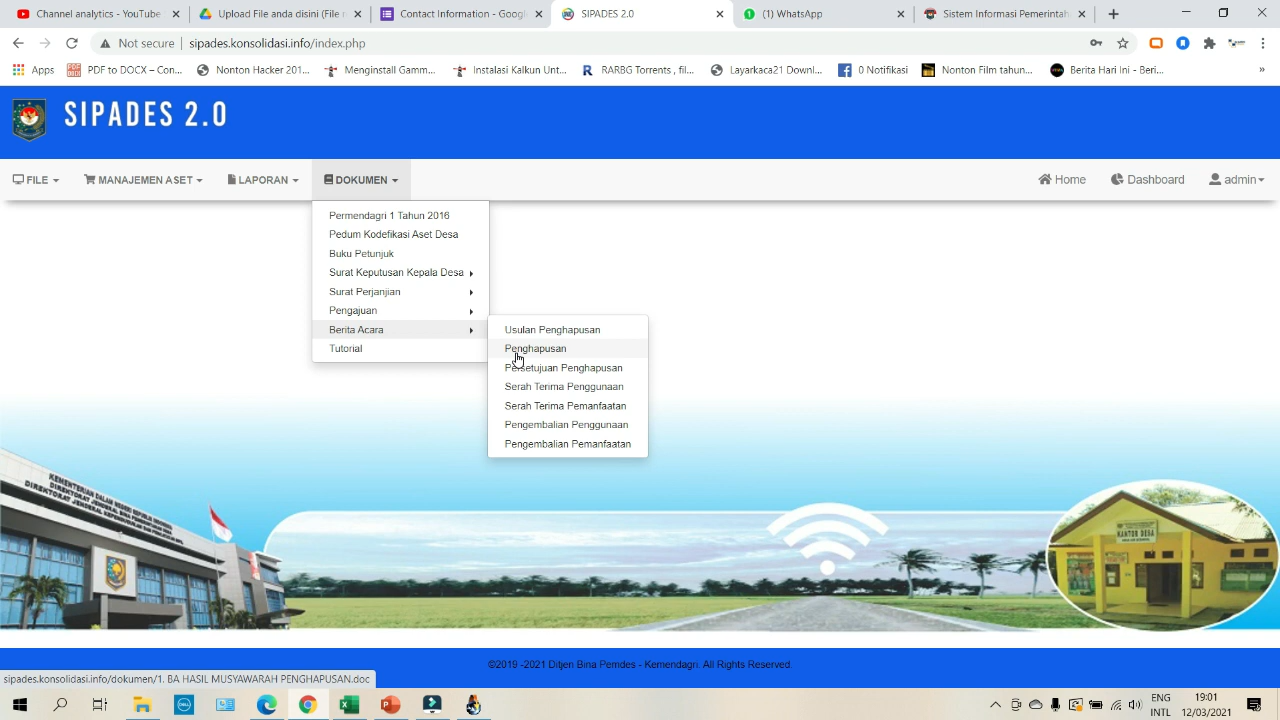 Channel analytics - YouTube
Upload File anda dari (File r
Contact Information - Googl
SIPADES 2.0
(1) WhatsApp
Sistem Informasi Pemerintah
Not secure | sipades.konsolidasi.info/index.php
Apps
PDF to DOCX – Con...
Nonton Hacker 201...
Menginstall Gamm...
Instalasi Kalkun Unt...
RARBG Torrents , fil...
Layarkaca21 Downl...
0 Notifikasi
Nonton Film tahun...
Berita Hari Ini - Beri...
»
SIPADES 2.0
FILE
MANAJEMEN ASET
LAPORAN
DOKUMEN
Home
Dashboard
admin
Permendagri 1 Tahun 2016
Pedum Kodefikasi Aset Desa
Buku Petunjuk
Surat Keputusan Kepala Desa
Surat Perjanjian
Pengajuan
Berita Acara
Tutorial
Usulan Penghapusan
Penghapusan
Persetujuan Penghapusan
Serah Terima Penggunaan
Serah Terima Pemanfaatan
Pengembalian Penggunaan
Pengembalian Pemanfaatan
KEMENTERIAN DALAM NEGERI REPUBLIK INDONESIA
KANTOR DESA
©2019 -2021 Ditjen Bina Pemdes - Kemendagri. All Rights Reserved.
sipades.konsolidasi.info/dokumen/1. BA HASIL MUSYAWARAH PENGHAPUSAN.doc
ENG
INTL
19:01
12/03/2021